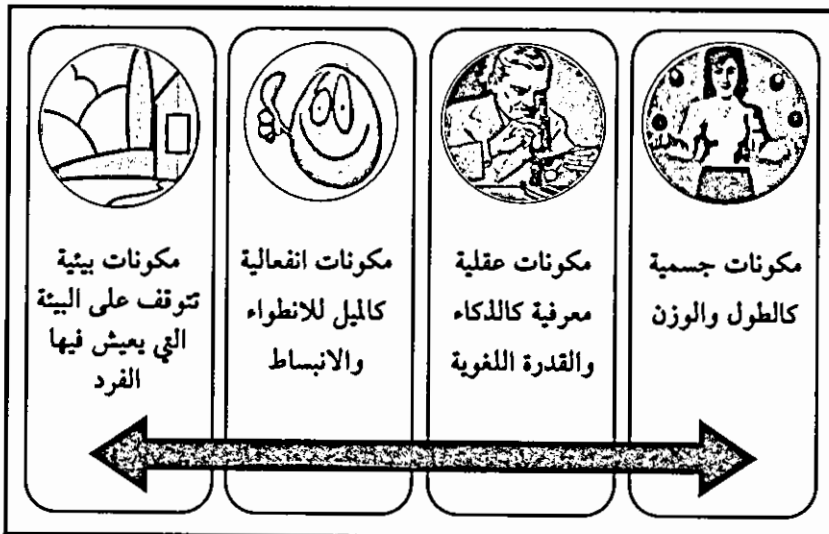 مكونات جسمية
كالطول والوزن
مكونات عقلية
معرفية كالذكاء
والقدرة اللغوية
مكونات انفعالية
كالميل للانطواء
والانبساط
مكونات بيئية
تتوقف على البيئة
التي يعيش فيها
الفرد